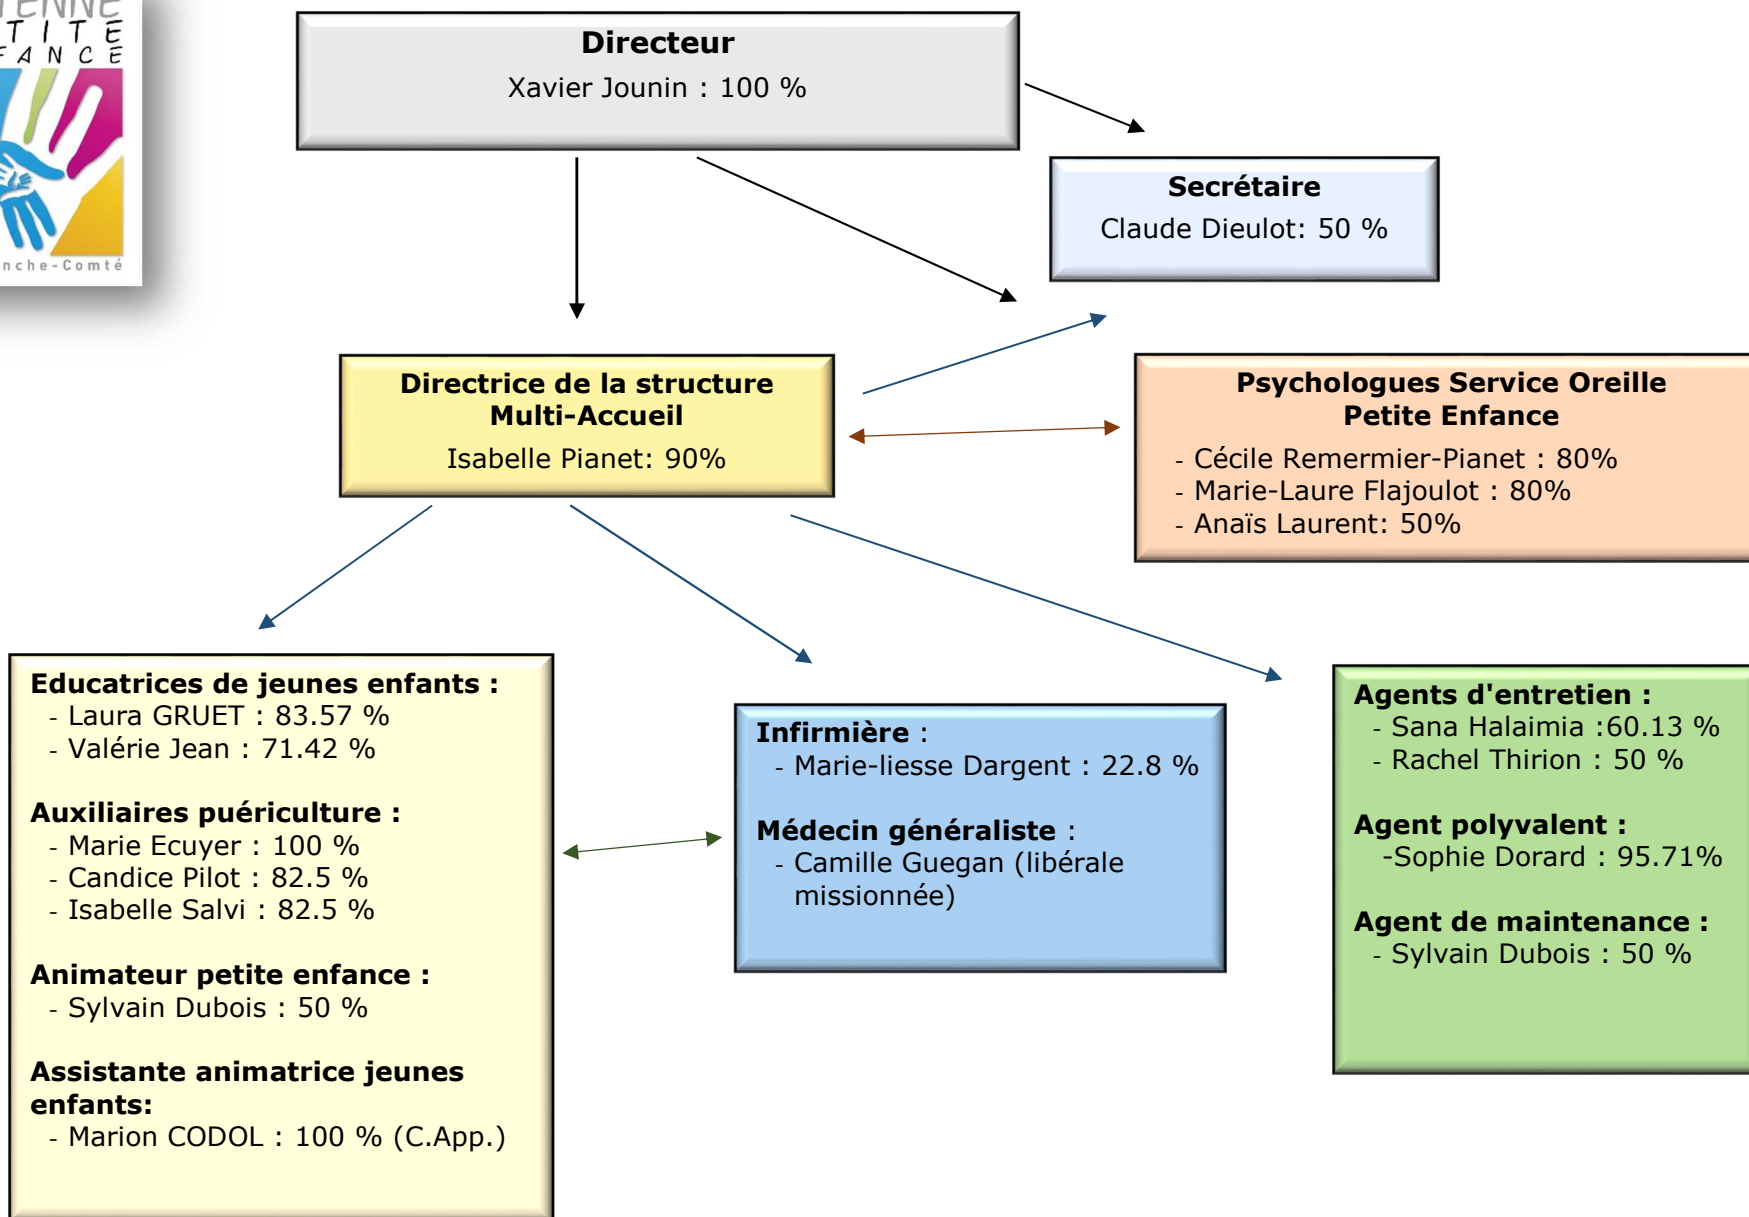 T I T E
F A N C E
nche-Comté
Directeur
Xavier Jounin : 100 %
Secrétaire
Claude Dieulot: 50 %
Directrice de la structure
Multi-Accueil
Isabelle Pianet: 90%
Psychologues Service Oreille
Petite Enfance
- Cécile Remermier-Pianet : 80%
- Marie-Laure Flajoulot : 80%
- Anaïs Laurent: 50%
Educatrices de jeunes enfants :
- Laura GRUET : 83.57 %
- Valérie Jean : 71.42 %
Auxiliaires puériculture :
- Marie Ecuyer : 100 %
- Candice Pilot : 82.5 %
- Isabelle Salvi : 82.5 %
Animateur petite enfance :
- Sylvain Dubois : 50 %
Assistante animatrice jeunes
enfants:
- Marion CODOL : 100 % (C.App.)
Infirmière :
- Marie-liesse Dargent : 22.8 %
Médecin généraliste :
- Camille Guegan (libérale
missionnée)
Agents d'entretien :
- Sana Halaimia :60.13 %
- Rachel Thirion : 50 %
Agent polyvalent :
-Sophie Dorard : 95.71%
Agent de maintenance :
- Sylvain Dubois : 50 %